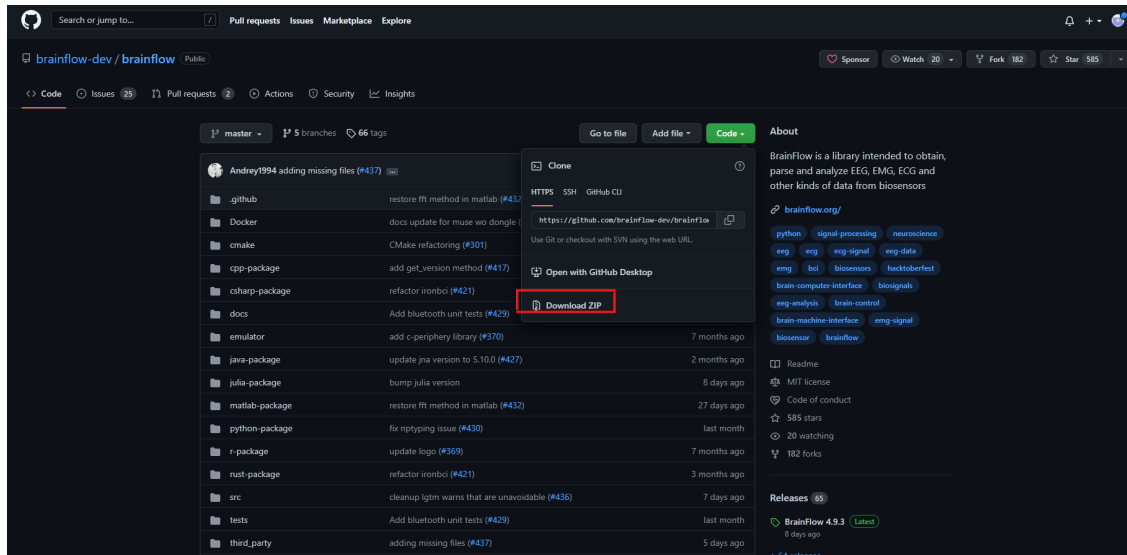 Search or jump to... / Pull requests Issues Marketplace Explore
brainflow-dev / brainflow Public
Sponsor Watch 20 Fork 182 Star 585
Code Issues 25 Pull requests 2 Actions Security Insights
master 5 branches 66 tags Go to file Add file Code
Andrey1994 adding missing files (#437) ...
.github restore fft method in matlab (#432
Docker docs update for muse wo dongle (
cmake CMake refactoring (#301)
cpp-package add get_version method (#417)
csharp-package refactor ironbci (#421)
docs Add bluetooth unit tests (#429)
emulator add c-periphery library (#370) 7 months ago
java-package update jna version to 5.10.0 (#427) 2 months ago
julia-package bump julia version 8 days ago
matlab-package restore fft method in matlab (#432) 27 days ago
python-package fix nptyping issue (#430) last month
r-package update logo (#369) 7 months ago
rust-package refactor ironbci (#421) 3 months ago
src cleanup lgtm warns that are unavoidable (#436) 7 days ago
tests Add bluetooth unit tests (#429) last month
third_party adding missing files (#437) 5 days ago
Clone
HTTPS SSH GitHub CLI
https://github.com/brainflow-dev/brainflow
Use Git or checkout with SVN using the web URL.
Open with GitHub Desktop
Download ZIP
About
BrainFlow is a library intended to obtain,
parse and analyze EEG, EMG, ECG and
other kinds of data from biosensors
brainflow.org/
python signal-processing neuroscience
eeg ecg ecg-signal eeg-data
emg bci biosensors hacktoberfest
brain-computer-interface biosignals
eeg-analysis brain-control
brain-machine-interface emg-signal
biosensor brainflow
Readme
MIT license
Code of conduct
585 stars
20 watching
182 forks
Releases 65
BrainFlow 4.9.3 Latest
8 days ago